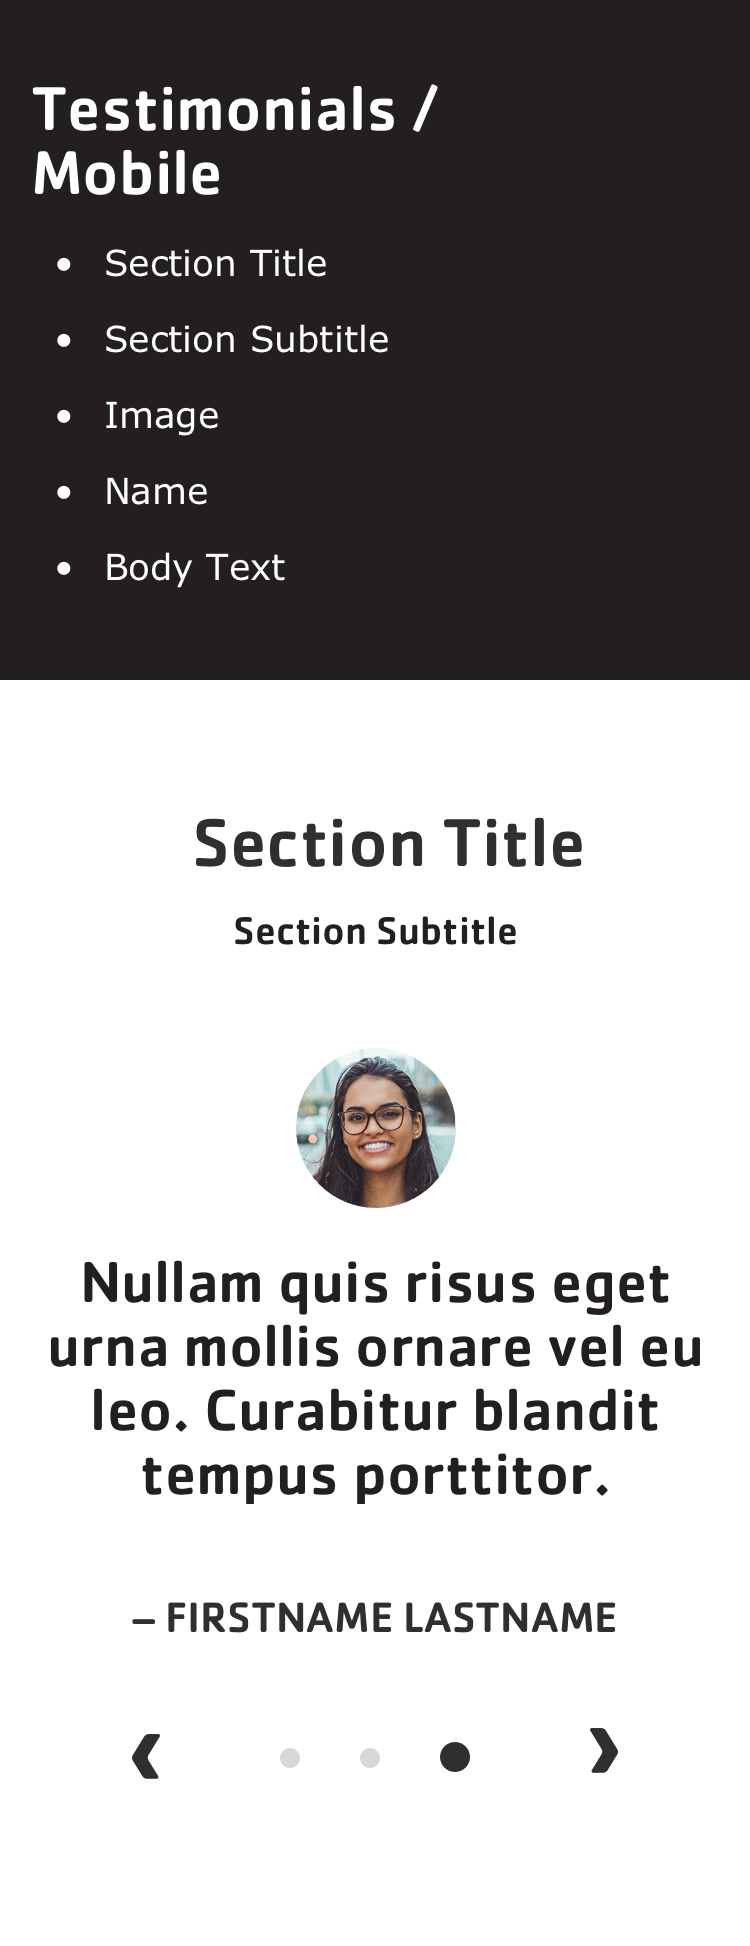 Testimonials /
Mobile
• Section Title
• Section Subtitle
• Image
• Name
• Body Text
Section Title
Section Subtitle
Nullam quis risus eget
urna mollis ornare vel eu
leo. Curabitur blandit
tempus porttitor.
– FIRSTNAME LASTNAME